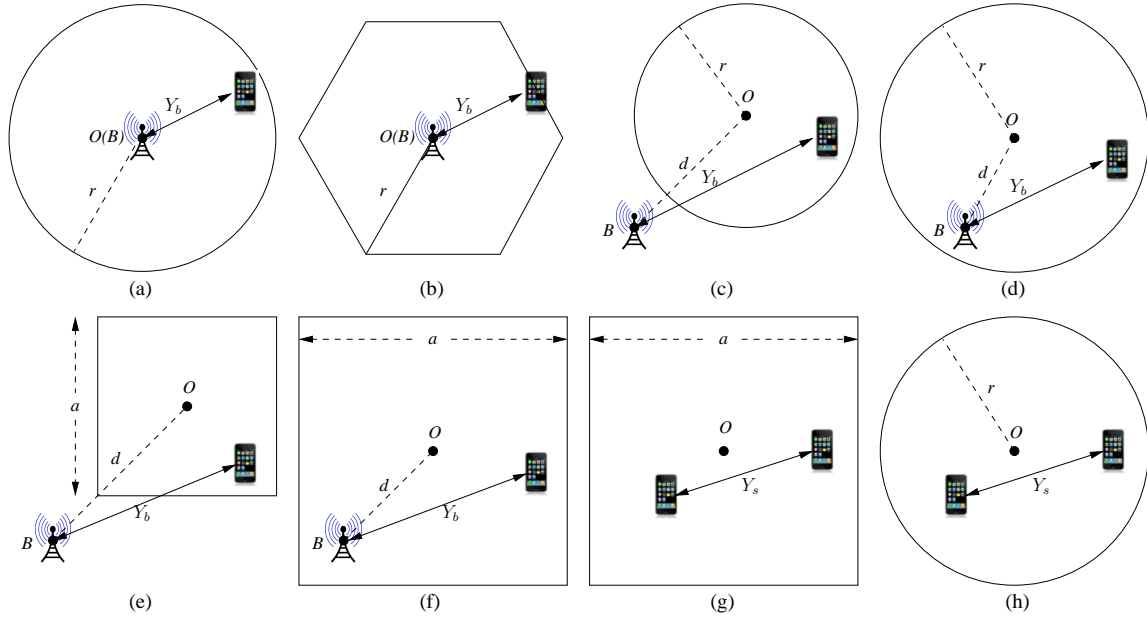 Y_b
O(B)
r
(a)
Y_b
O(B)
r
(b)
r
O
d
Y_b
B
(c)
r
O
d
Y_b
B
(d)
a
O
d
Y_b
B
(e)
a
O
d
Y_b
B
(f)
a
O
Y_s
(g)
r
O
Y_s
(h)